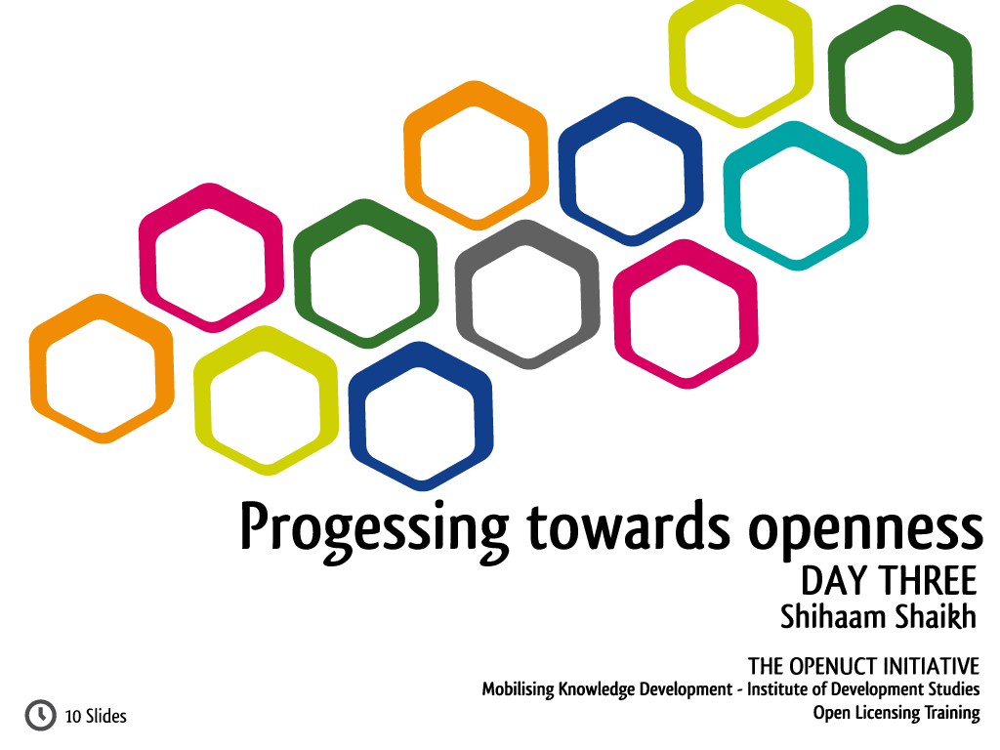 Progessing towards openness
DAY THREE
Shihaam Shaikh
THE OPENUCT INITIATIVE
Mobilising Knowledge Development - Institute of Development Studies
Open Licensing Training
10 Slides